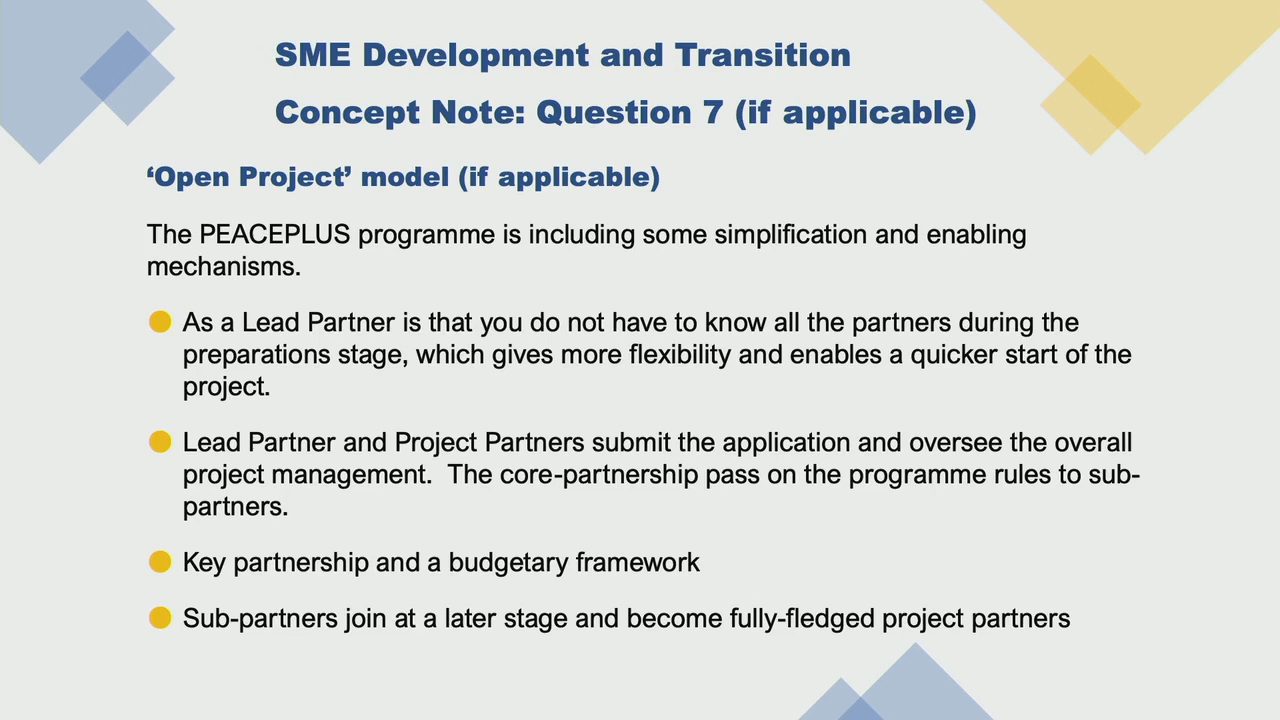 SME Development and Transition
Concept Note: Question 7 (if applicable)
‘Open Project’ model (if applicable)
The PEACEPLUS programme is including some simplification and enabling
mechanisms.
As a Lead Partner is that you do not have to know all the partners during the
preparations stage, which gives more flexibility and enables a quicker start of the
project.
Lead Partner and Project Partners submit the application and oversee the overall
project management.  The core-partnership pass on the programme rules to sub-
partners.
Key partnership and a budgetary framework
Sub-partners join at a later stage and become fully-fledged project partners